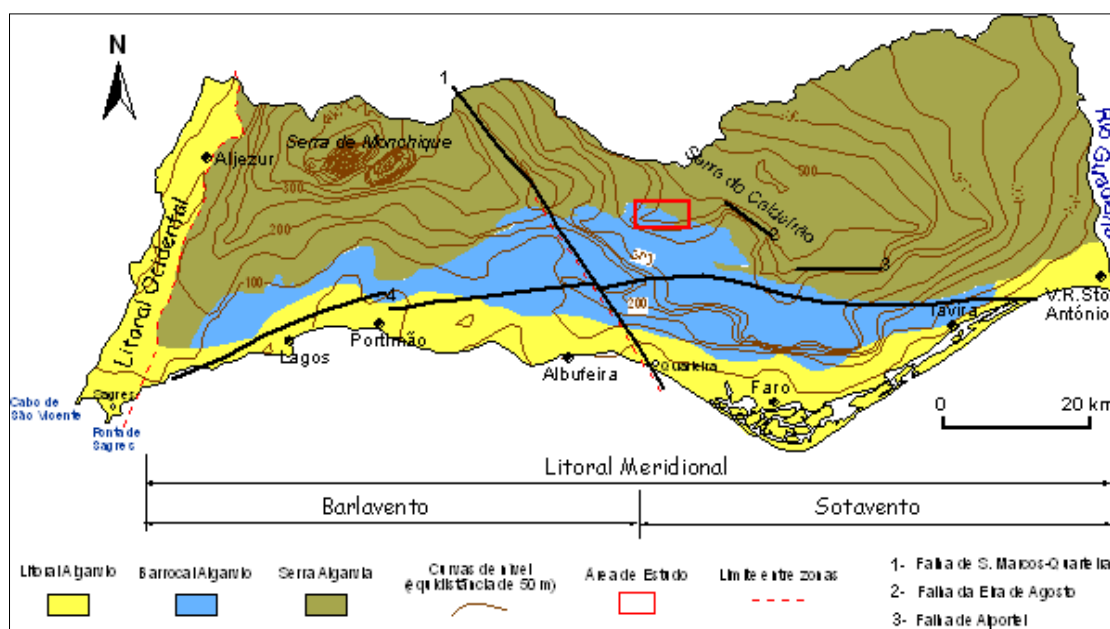 N
1
Serra de Monchique
Aljezur
300
200
100
4
Litoral Ocidental
Serra do Caldeirão
500
2
3
Rio Guadiana
200
Lagos
Portimão
Albufeira
Quarteira
Faro
Tavira
V.R.Sto
António
Sagres
Cabo de
São Vicente
Ponta de
Sagres
0 20 km
Litoral Meridional
Barlavento
Sotavento
Litoral Algarvio
Barrocal Algarvio
Serra Algarvia
Curvas de nível
(equidistância de 50 m)
Área de Estudo
Limite entre zonas
1- Falha de S. Marcos-Quarteira
2- Falha da Eira de Agosto
3- Falha de Alportel